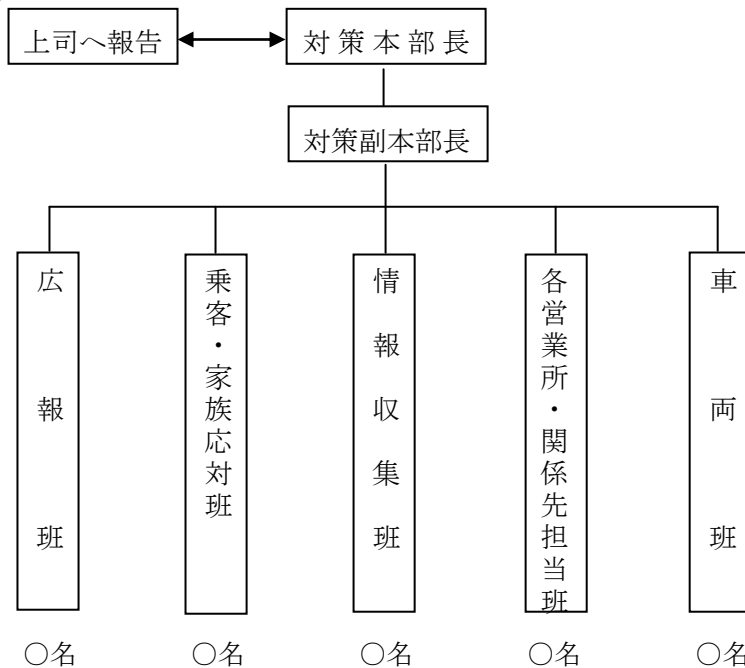 上司へ報告
対策本部長
対策副本部長
広報班
乗客・家族応対班
情報収集班
各営業所・関係先担当班
車両班
○名
○名
○名
○名
○名